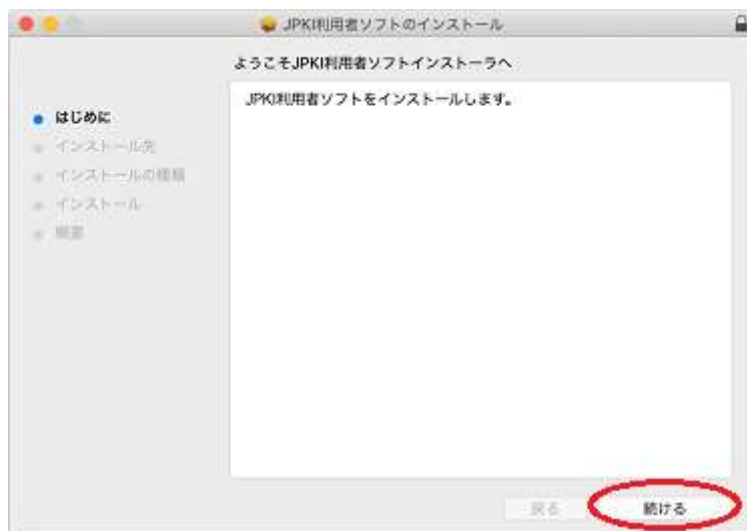 JPKI利用者ソフトのインストール
ようこそJPKI利用者ソフトインストーラへ
JPKI利用者ソフトをインストールします。
はじめに
インストール先
インストールの種類
インストール
概要
戻る
続ける